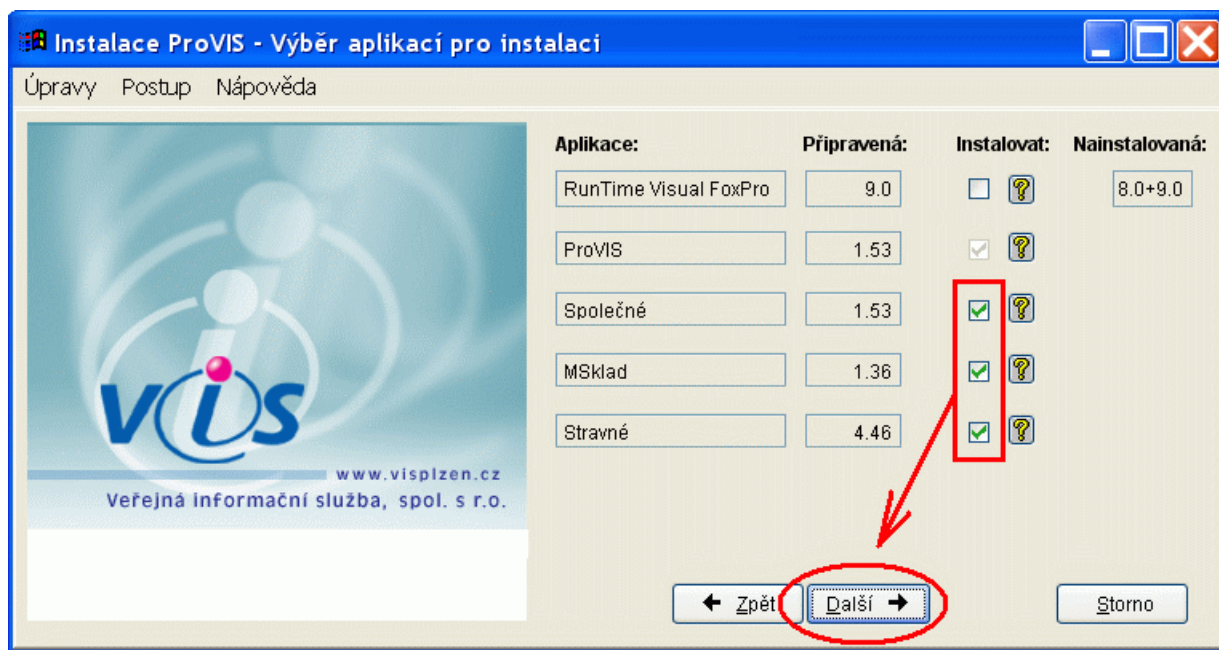 Instalace ProVIS - Výběr aplikací pro instalaci
Úpravy Postup Nápověda
Aplikace: Připravená: Instalovat: Nainstalovaná:
RunTime Visual FoxPro 9.0 8.0+9.0
ProVIS 1.53
Společné 1.53
MSklad 1.36
Stravné 4.46
vis
www.visplzen.cz
Veřejná informační služba, spol. s r.o.
Zpět Další Storno